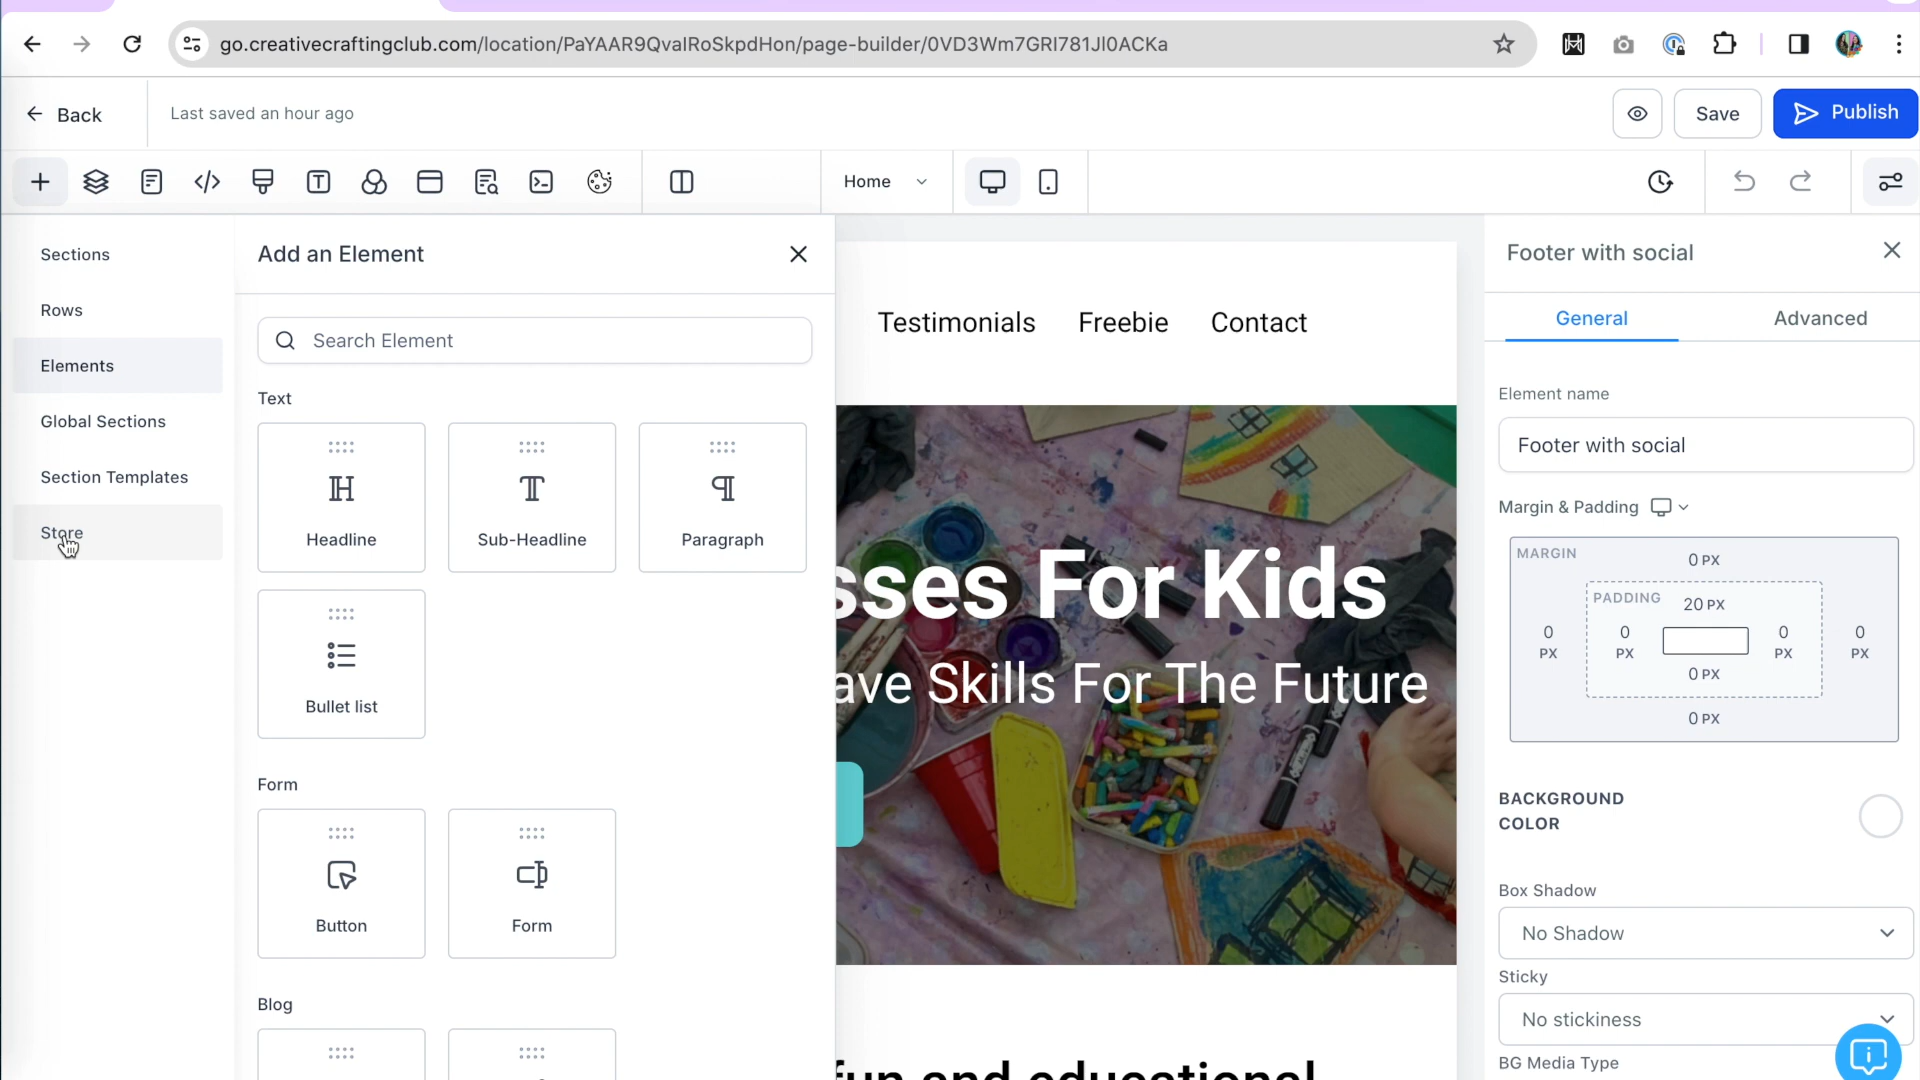 go.creativecraftingclub.com/location/PaYAAR9QvaIRoSkpdHon/page-builder/0VD3Wm7GRI781JI0ACKa
Back
Last saved an hour ago
Save
Publish
Home
Sections
Rows
Elements
Global Sections
Section Templates
Store
Add an Element
Search Element
Text
Headline
Sub-Headline
Paragraph
Bullet list
Form
Button
Form
Blog
Testimonials Freebie Contact
sses For Kids
ave Skills For The Future
fun and educational
Footer with social
General
Advanced
Element name
Footer with social
Margin & Padding
MARGIN
0 PX
PADDING
20 PX
0 PX
0 PX
0 PX
0 PX
0 PX
0 PX
BACKGROUND COLOR
Box Shadow
No Shadow
Sticky
No stickiness
BG Media Type